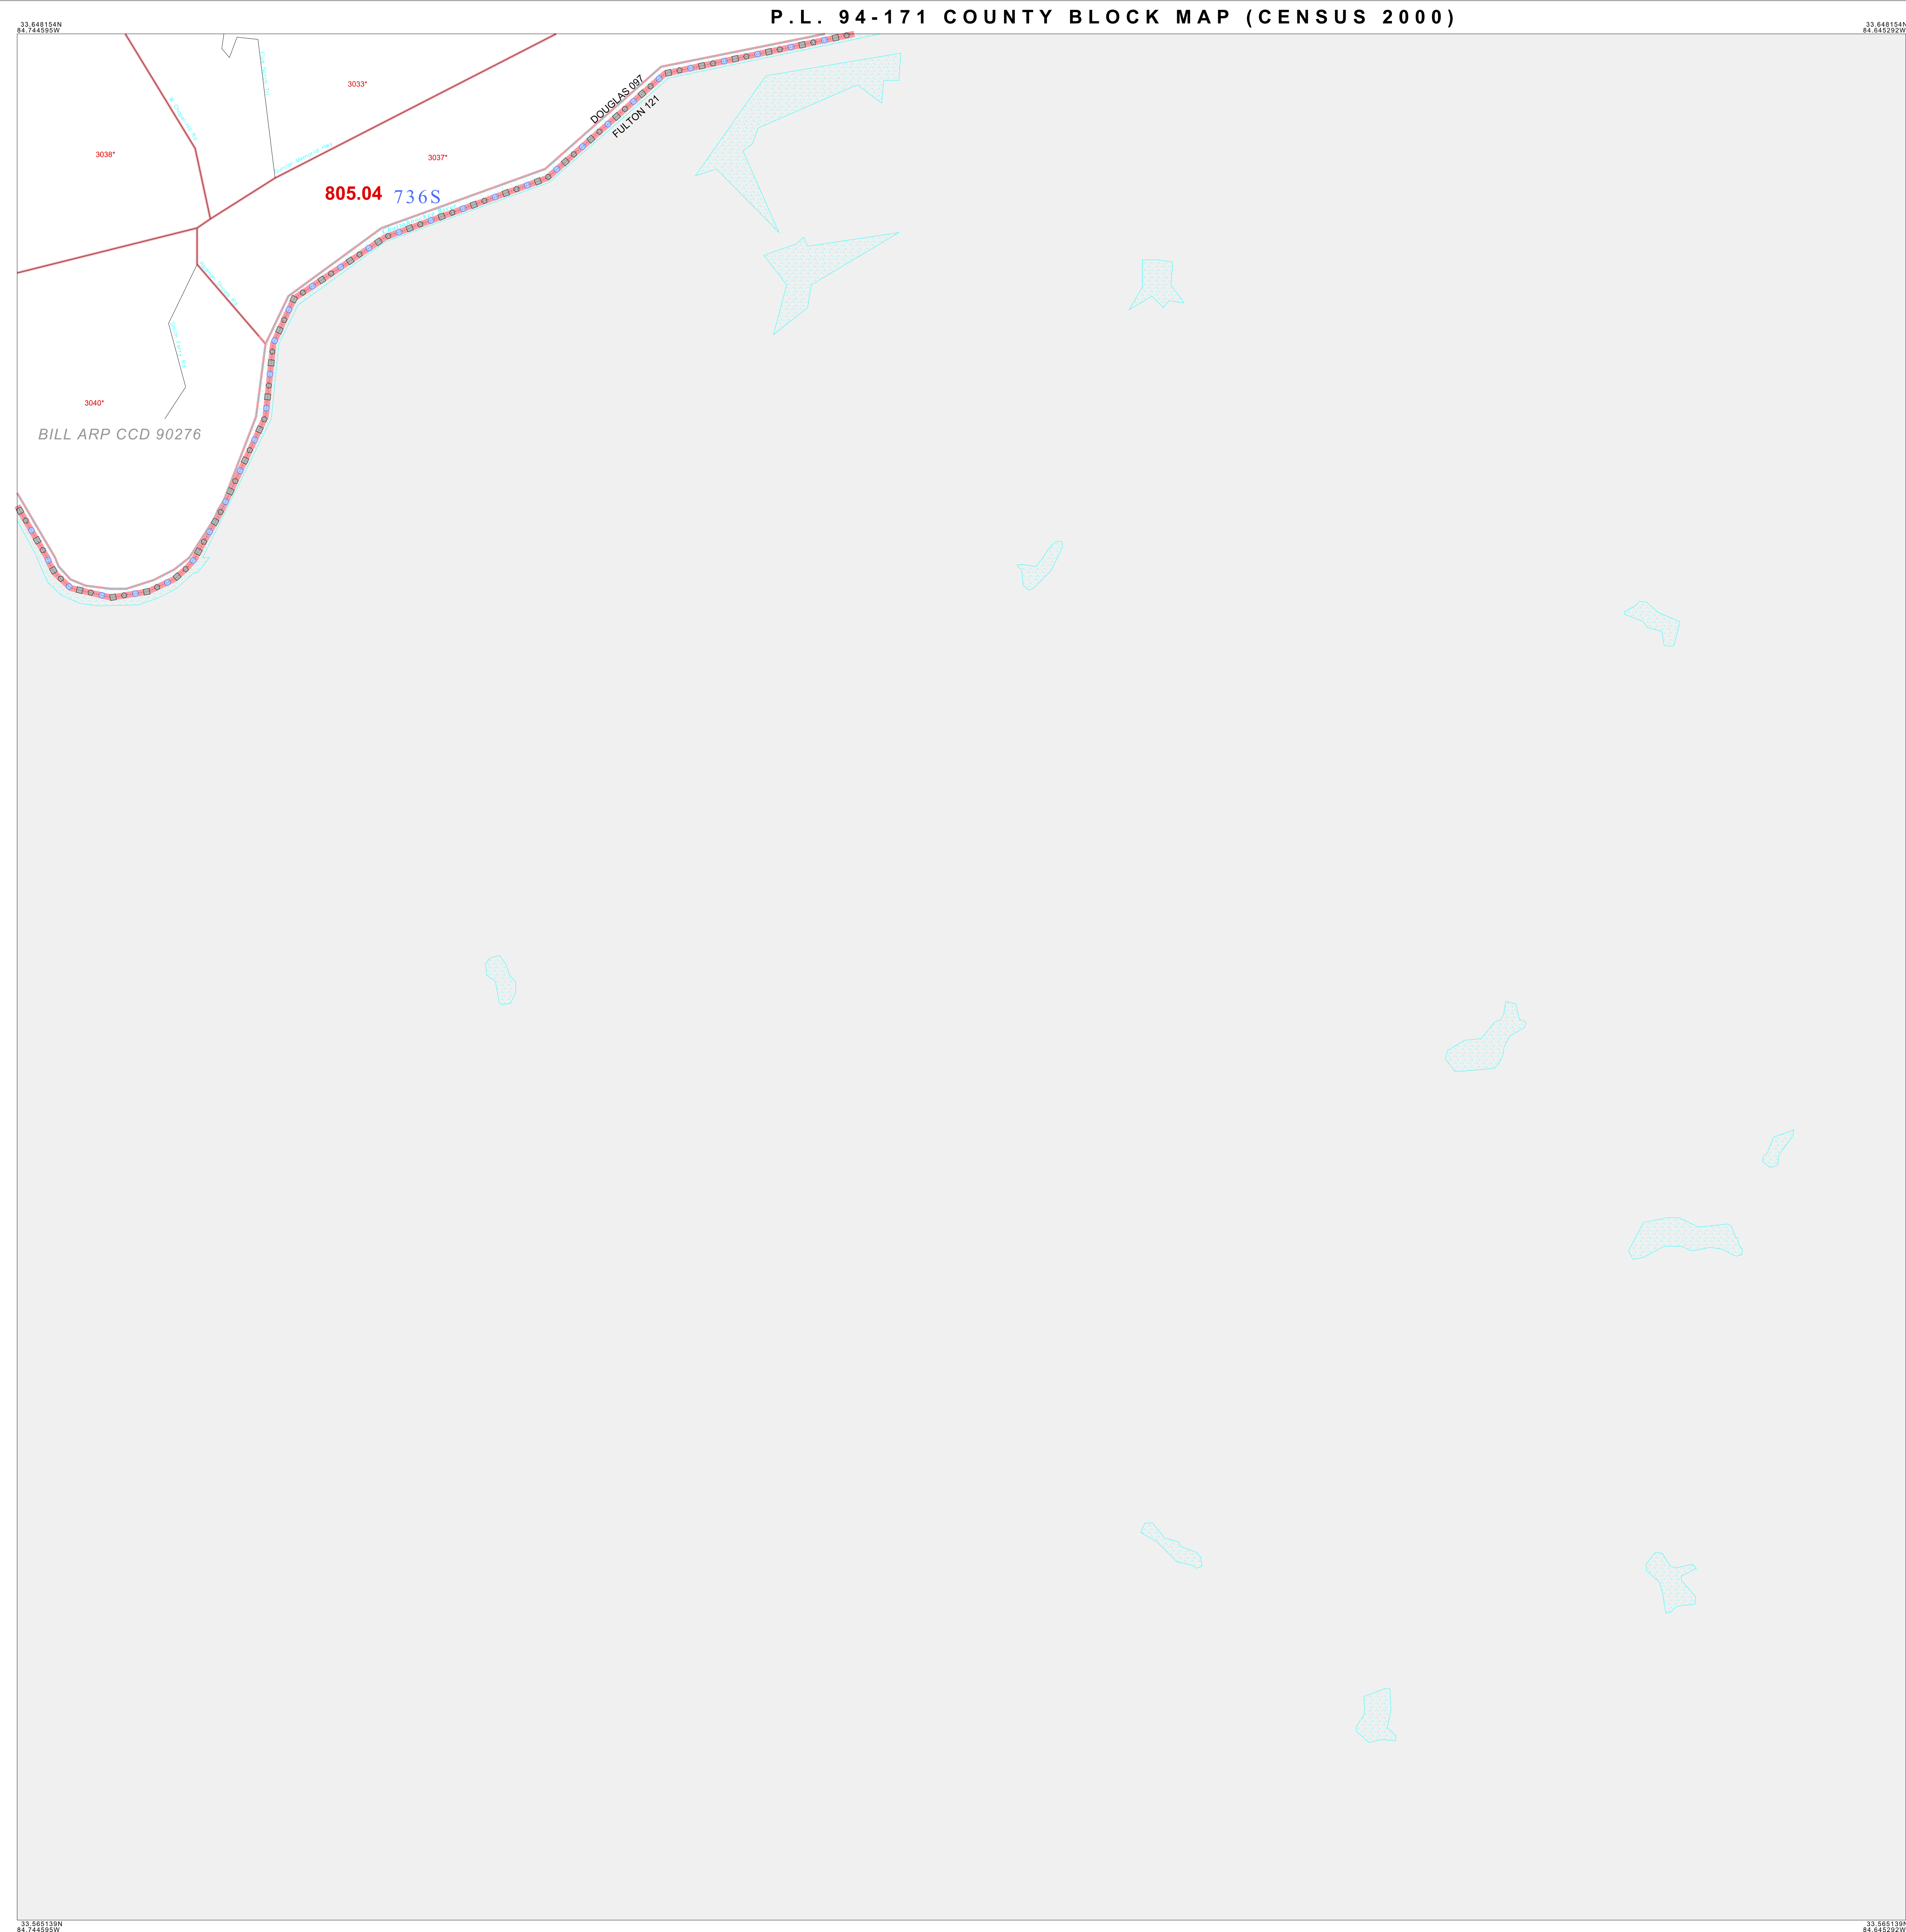 P.L. 94-171 COUNTY BLOCK MAP (CENSUS 2000)
33.648154N
84.744595W
33.648154N
84.645292W
3033*
DOUGLAS 097
FULTON 121
3038*
3037*
805.04
736S
3040*
BILL ARP CCD 90276
33.565139N
84.744595W
33.565139N
84.645292W